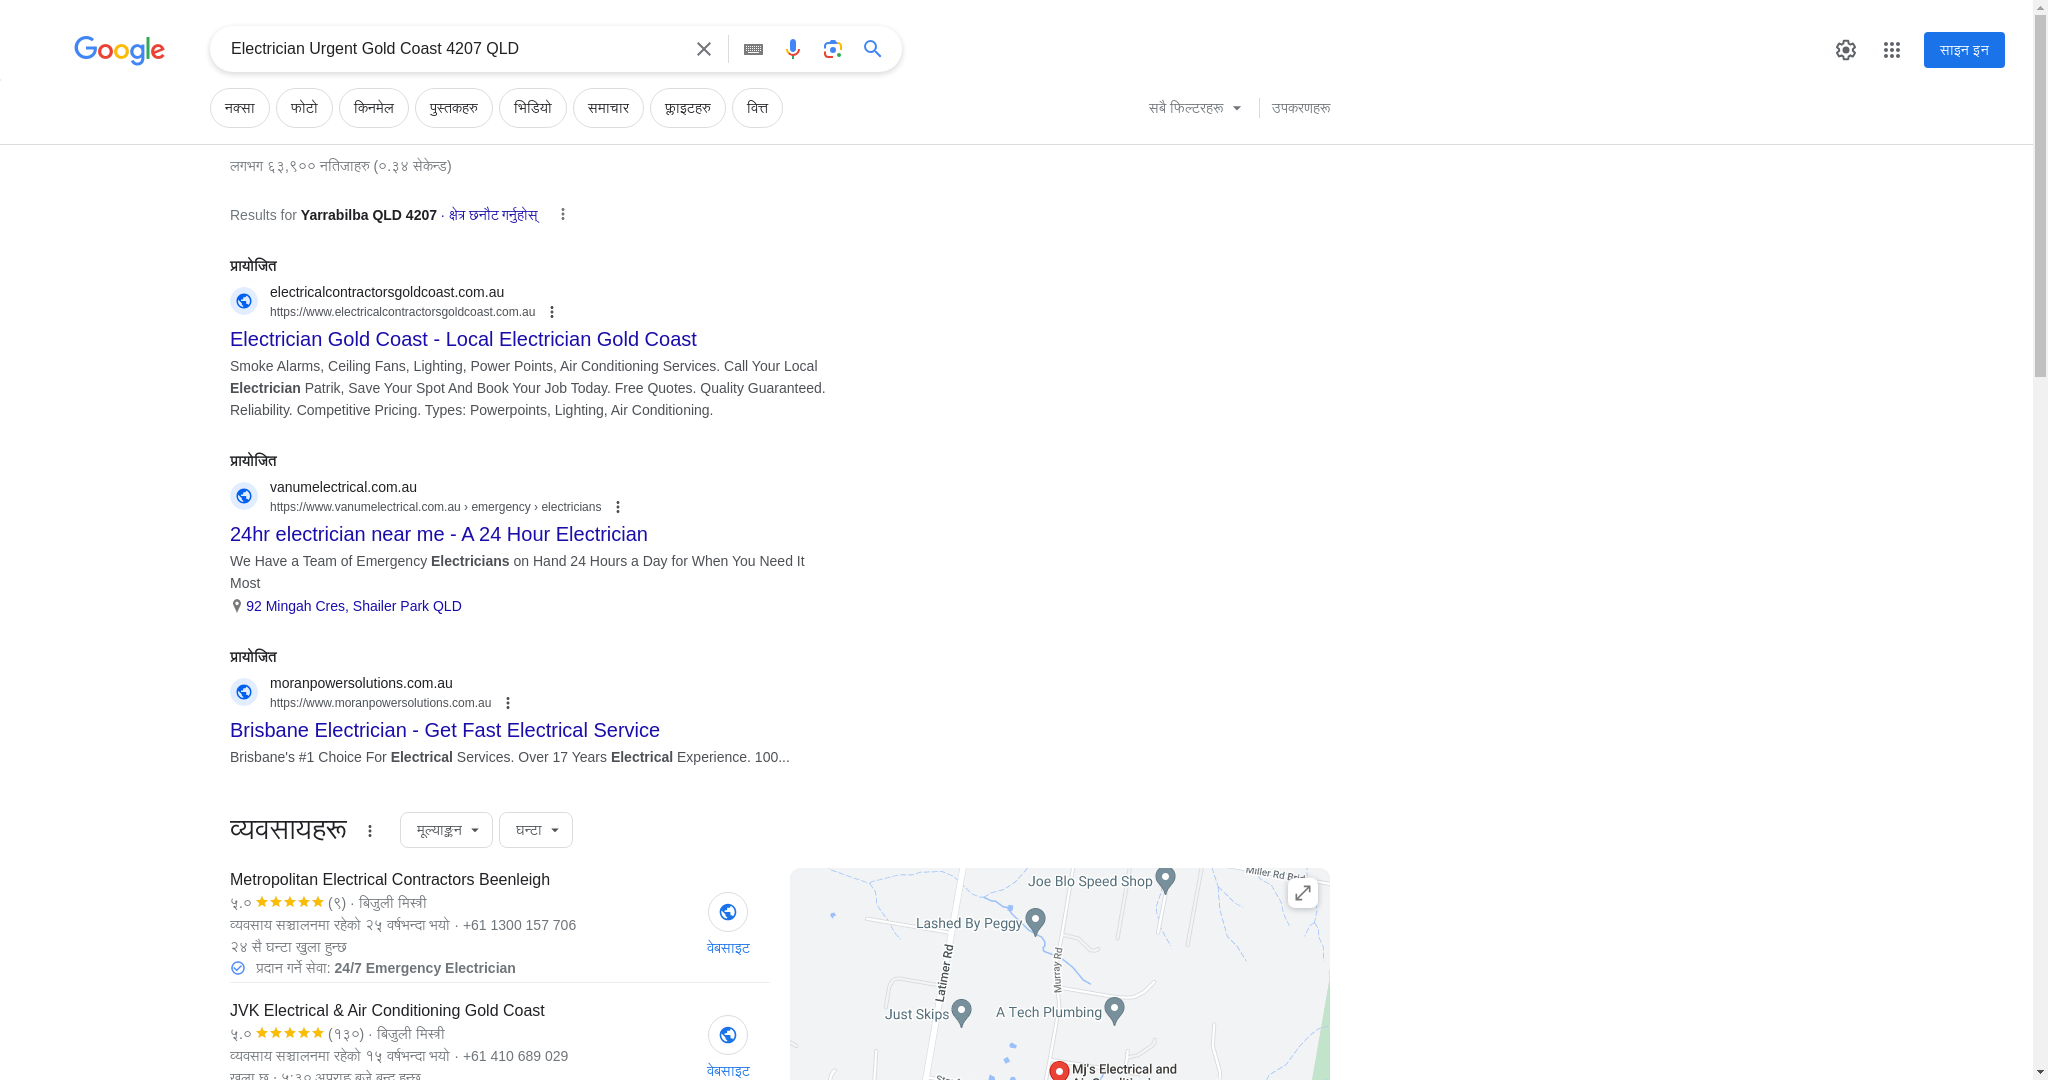 Google
Electrician Urgent Gold Coast 4207 QLD
साइन इन
नक्सा
फोटो
किनमेल
पुस्तकहरु
भिडियो
समाचार
फ्लाइटहरु
वित्त
सबै फिल्टरहरू
उपकरणहरू
लगभग ६३,९०० नतिजाहरु (०.३४ सेकेन्ड)
Results for Yarrabilba QLD 4207 · क्षेत्र छनौट गर्नुहोस्
प्रायोजित
electricalcontractorsgoldcoast.com.au
https://www.electricalcontractorsgoldcoast.com.au
Electrician Gold Coast - Local Electrician Gold Coast
Smoke Alarms, Ceiling Fans, Lighting, Power Points, Air Conditioning Services. Call Your Local
Electrician Patrik, Save Your Spot And Book Your Job Today. Free Quotes. Quality Guaranteed.
Reliability. Competitive Pricing. Types: Powerpoints, Lighting, Air Conditioning.
प्रायोजित
vanumelectrical.com.au
https://www.vanumelectrical.com.au › emergency › electricians
24hr electrician near me - A 24 Hour Electrician
We Have a Team of Emergency Electricians on Hand 24 Hours a Day for When You Need It
Most
92 Mingah Cres, Shailer Park QLD
प्रायोजित
moranpowersolutions.com.au
https://www.moranpowersolutions.com.au
Brisbane Electrician - Get Fast Electrical Service
Brisbane's #1 Choice For Electrical Services. Over 17 Years Electrical Experience. 100...
व्यवसायहरू
मूल्याङ्कन
घन्टा
Metropolitan Electrical Contractors Beenleigh
५.० ★★★★★ (९) · बिजुली मिस्त्री
व्यवसाय सञ्चालनमा रहेको २५ वर्षभन्दा भयो · +61 1300 157 706
२४ सै घन्टा खुला हुन्छ
प्रदान गर्ने सेवा: 24/7 Emergency Electrician
वेबसाइट
JVK Electrical & Air Conditioning Gold Coast
५.० ★★★★★ (१३०) · बिजुली मिस्त्री
व्यवसाय सञ्चालनमा रहेको १५ वर्षभन्दा भयो · +61 410 689 029
खुला छ · ५:३० अपराह्न बजे बन्द हुन्छ
वेबसाइट
Miller Rd
Joe Blo Speed Shop
Lashed By Peggy
Latimer Rd
Murray Rd
Just Skips
A Tech Plumbing
Mj's Electrical and